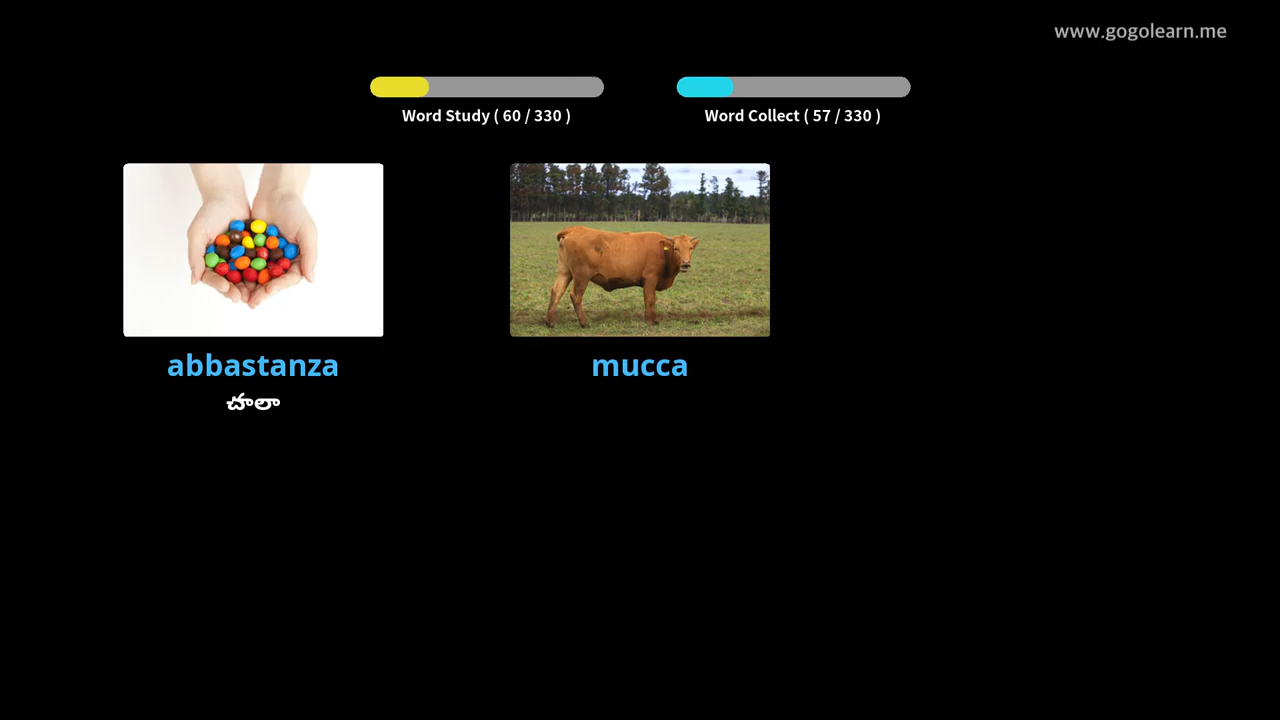 www.gogolearn.me
Word Study ( 60 / 330 )
Word Collect ( 57 / 330 )
abbastanza
mucca
చాలా